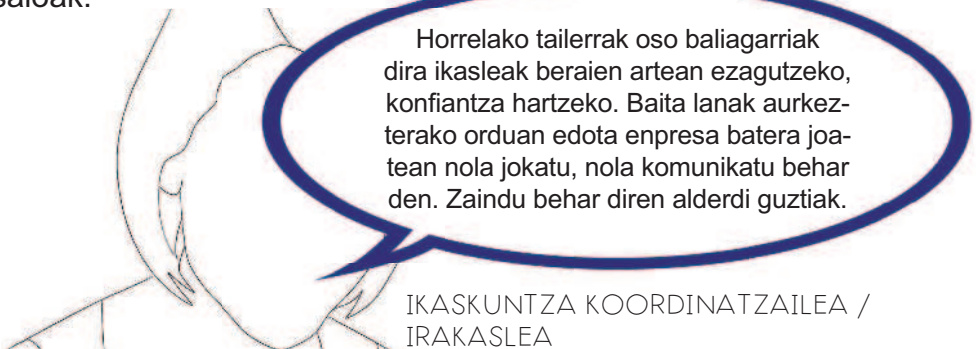 Horrelako tailerrak oso baliagarriak
dira ikasleak beraien artean ezagutzeko,
konfiantza hartzeko. Baita lanak aurkez-
terako orduan edota enpresa batera joa-
tean nola jokatu, nola komunikatu behar
den. Zaindu behar diren alderdi guztiak.
IKASKUNTZA KOORDINATZAILEA /
IRAKASLEA